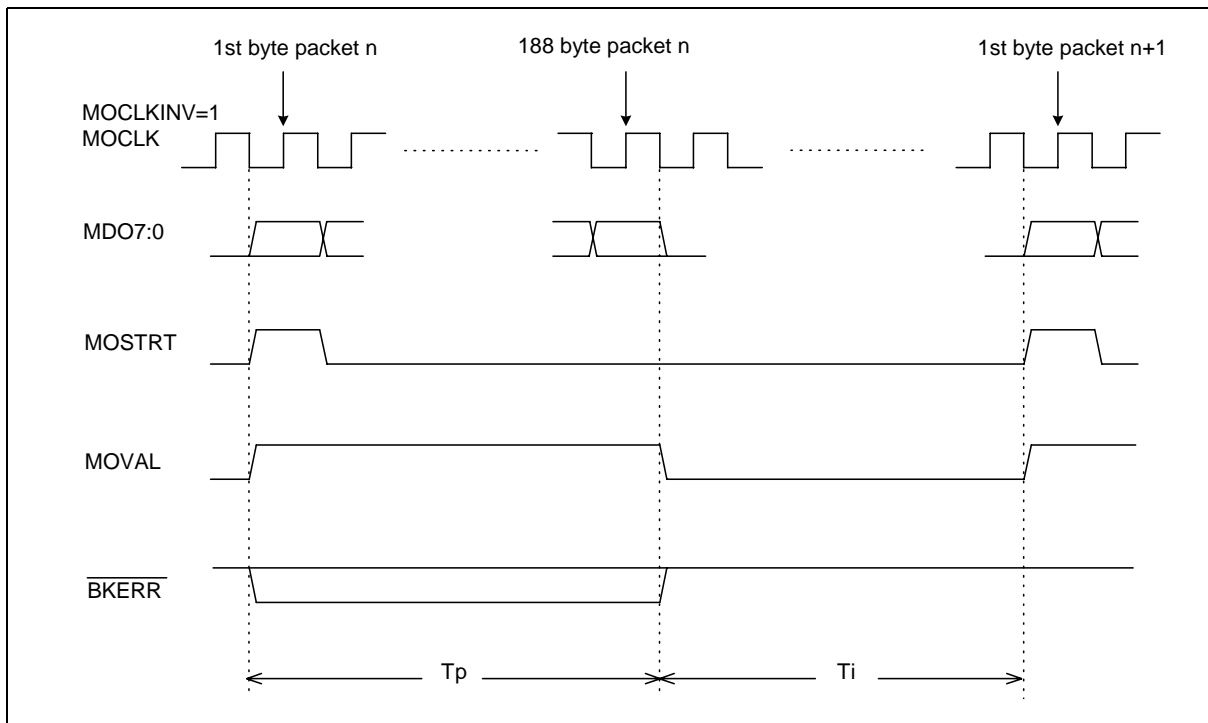 1st byte packet n
188 byte packet n
1st byte packet n+1
MOCLKINV=1
MOCLK
MDO7:0
MOSTRT
MOVAL
BKERR
Tp
Ti